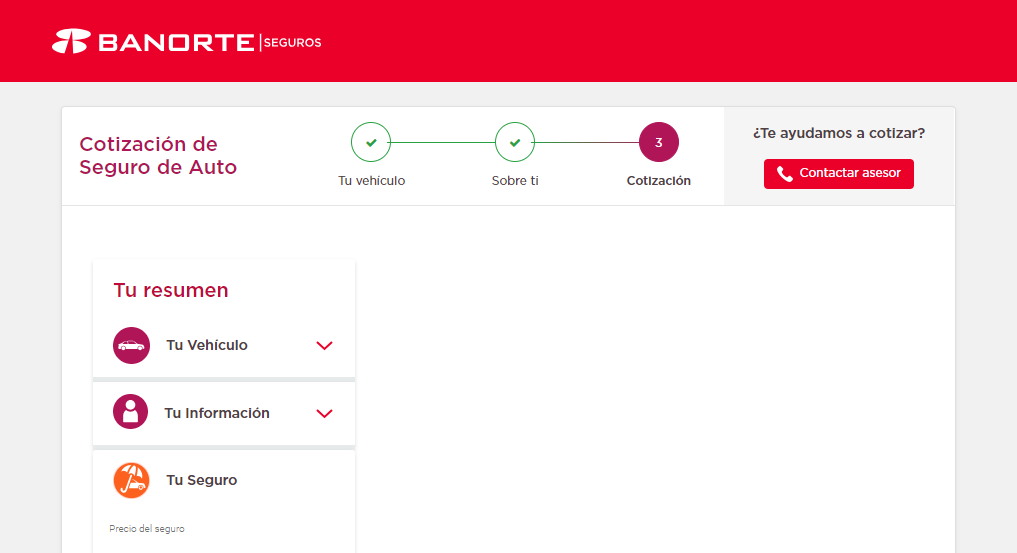 BANORTE | SEGUROS
Cotización de
Seguro de Auto
3
Tu vehículo
Sobre ti
Cotización
¿Te ayudamos a cotizar?
Contactar asesor
Tu resumen
Tu Vehículo
Tu Información
Tu Seguro
Precio del seguro